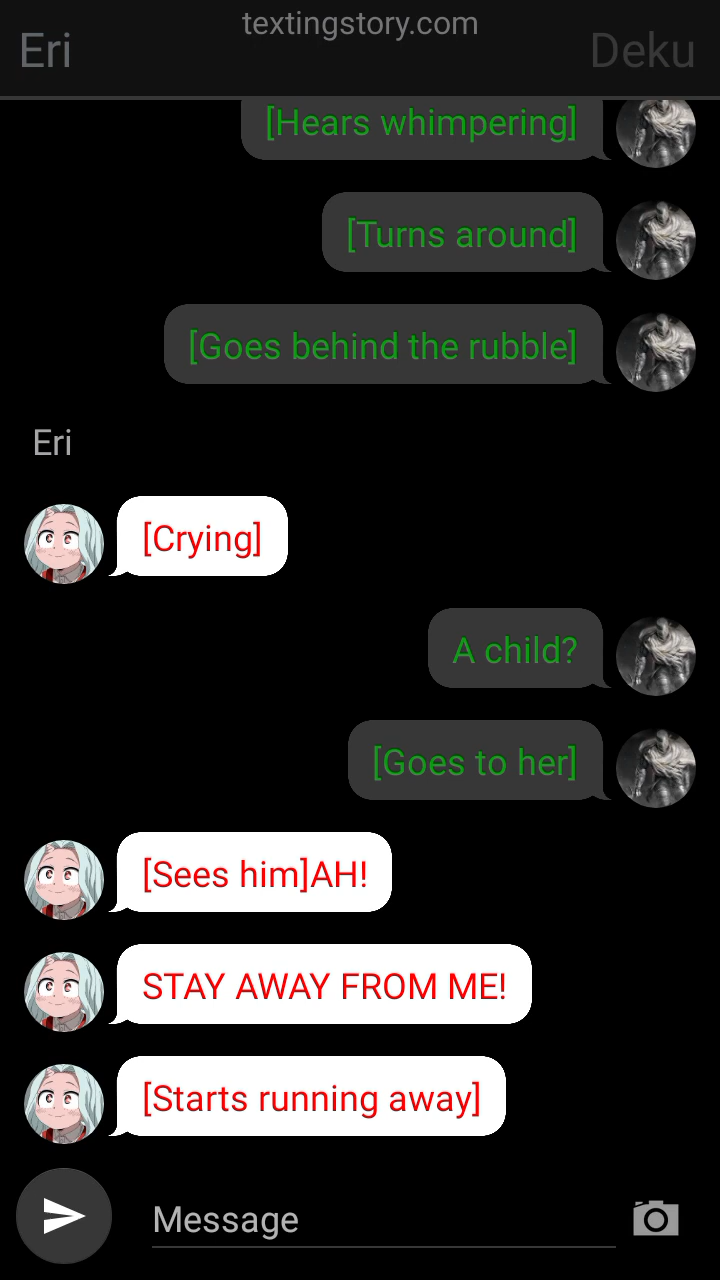 textingstory.com
Eri
Deku
[Hears whimpering]
[Turns around]
[Goes behind the rubble]
Eri
[Crying]
A child?
[Goes to her]
[Sees him]AH!
STAY AWAY FROM ME!
[Starts running away]
Message